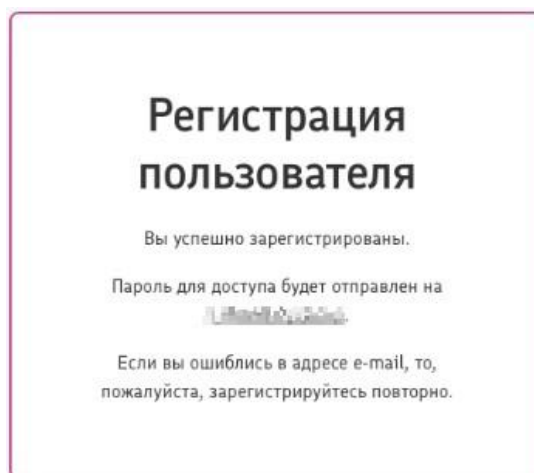 Регистрация
пользователя
Вы успешно зарегистрированы.
Пароль для доступа будет отправлен на
Если вы ошиблись в адресе e-mail, то,
пожалуйста, зарегистрируйтесь повторно.